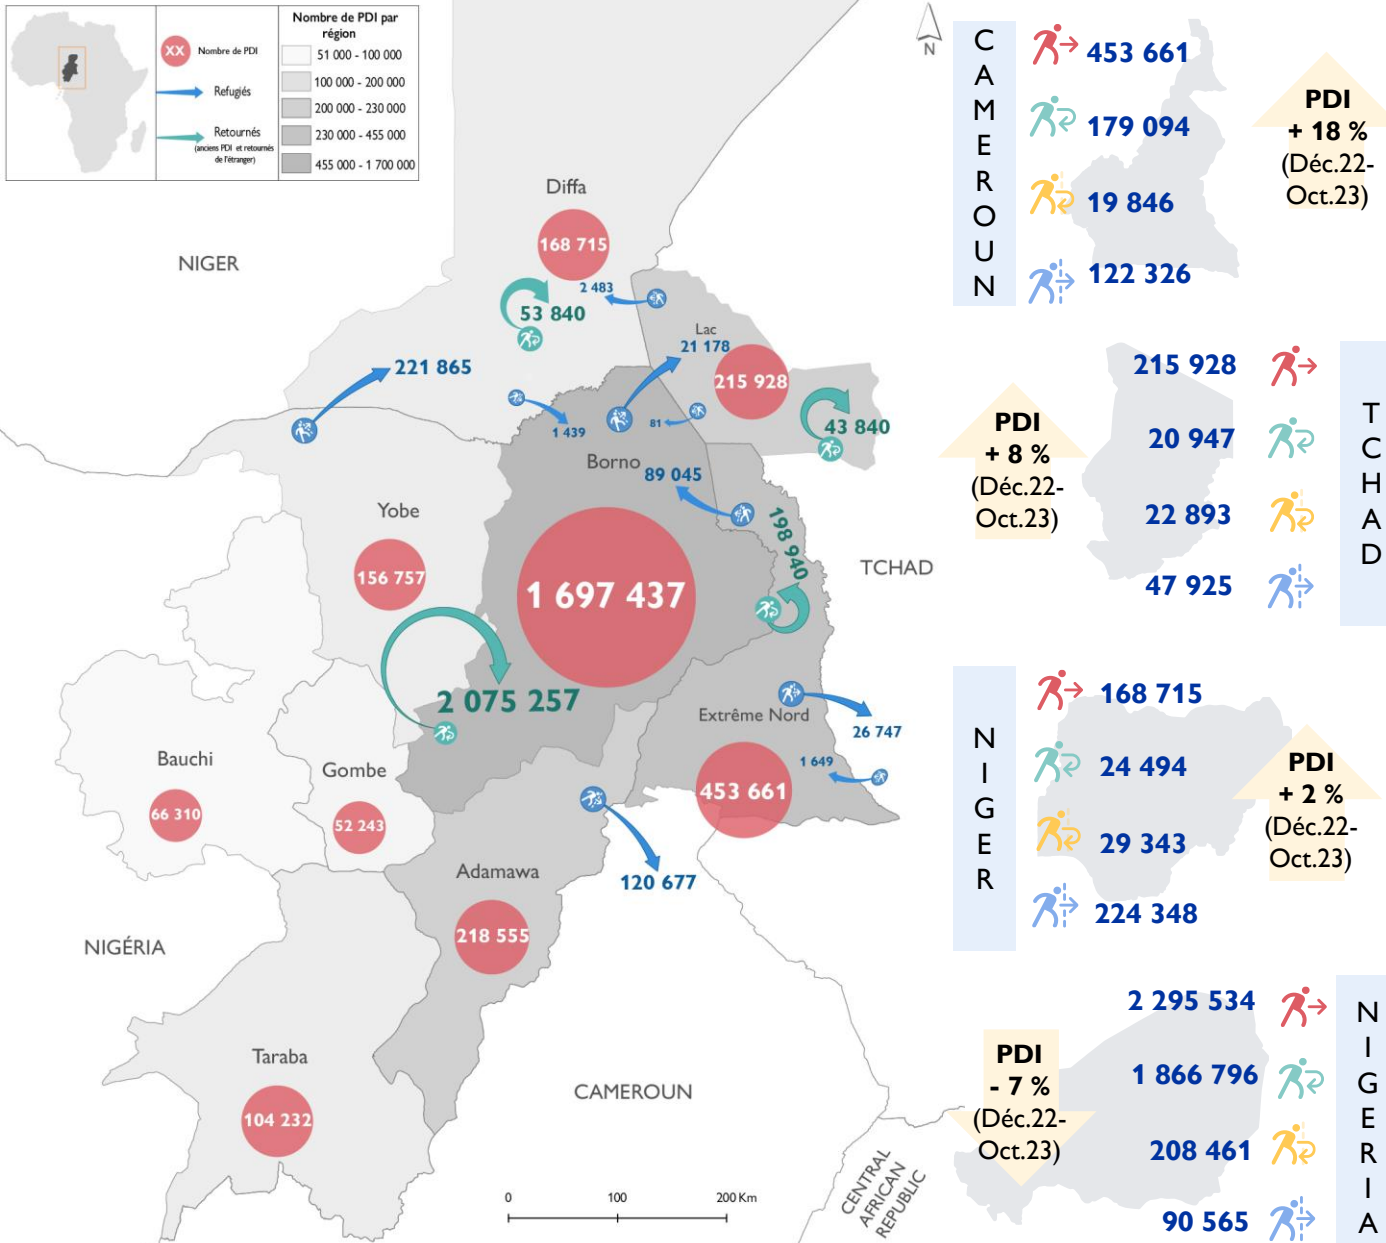 XX
Nombre de PDI
Refugiés
Retournés
(anciens PDI et retournés
de l'étranger)
Nombre de PDI par
région
51 000 - 100 000
100 000 - 200 000
200 000 - 230 000
230 000 - 455 000
455 000 - 1 700 000
N
NIGER
Diffa
168 715
2 483
53 840
221 865
Lac
21 178
215 928
43 840
1 439
81
Borno
89 045
198 940
TCHAD
Yobe
156 757
1 697 437
2 075 257
Extrême Nord
26 747
1 649
453 661
Bauchi
66 310
Gombe
52 243
120 677
Adamawa
218 555
NIGÉRIA
Taraba
104 232
CAMEROUN
CENTRAL
AFRICAN
REPUBLIC
0 100 200 Km
CAMEROUN
453 661
179 094
19 846
122 326
PDI
+ 18 %
(Déc.22-
Oct.23)
TCHAD
215 928
20 947
22 893
47 925
PDI
+ 8 %
(Déc.22-
Oct.23)
NIGER
168 715
24 494
29 343
224 348
PDI
+ 2 %
(Déc.22-
Oct.23)
NIGERIA
2 295 534
1 866 796
208 461
90 565
PDI
- 7 %
(Déc.22-
Oct.23)